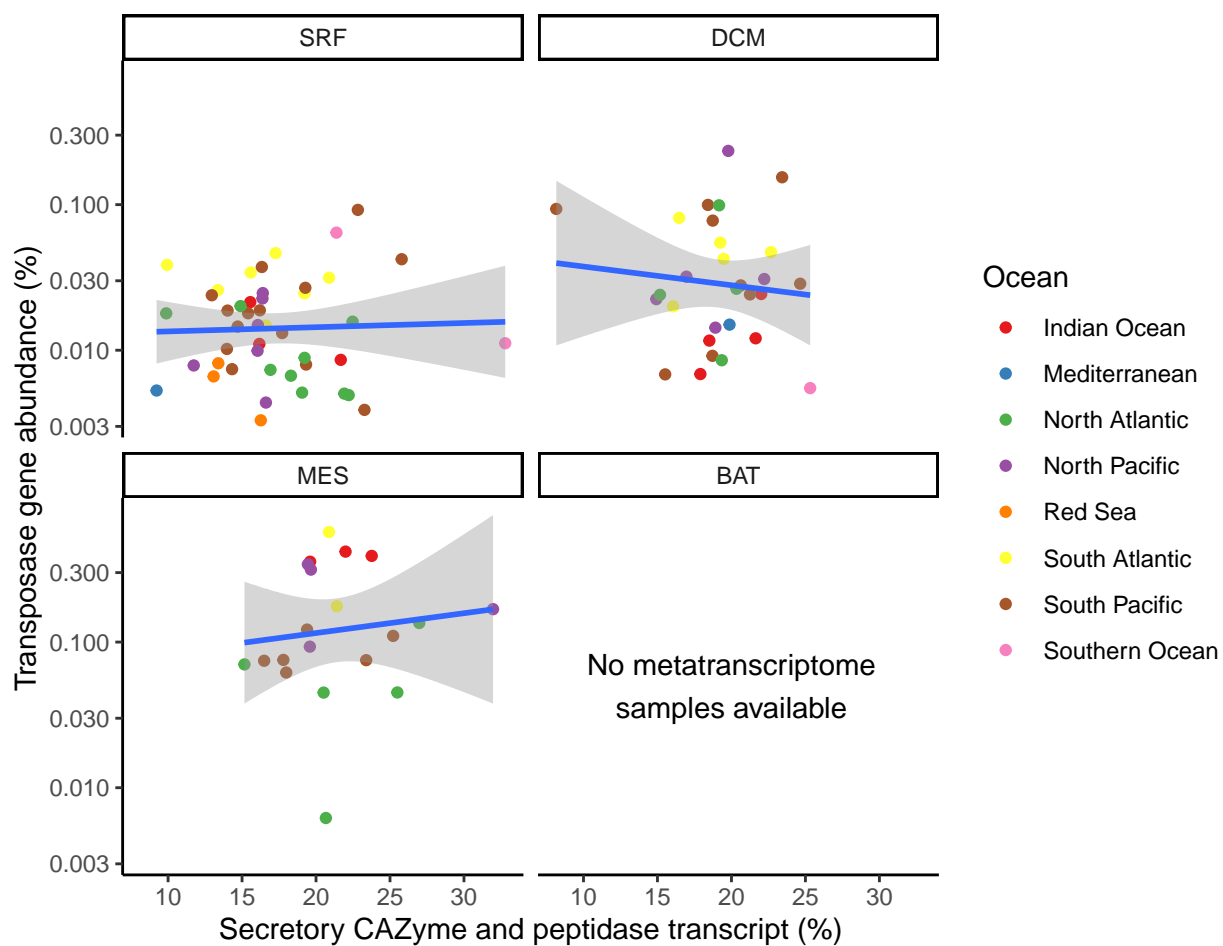 SRF
DCM
0.300
0.100
0.030
0.010
0.003
MES
BAT
0.300
0.100
0.030
0.010
0.003
No metatranscriptome
samples available
10 15 20 25 30
10 15 20 25 30
Secretory CAZyme and peptidase transcript (%)
Transposase gene abundance (%)
Ocean
Indian Ocean
Mediterranean
North Atlantic
North Pacific
Red Sea
South Atlantic
South Pacific
Southern Ocean